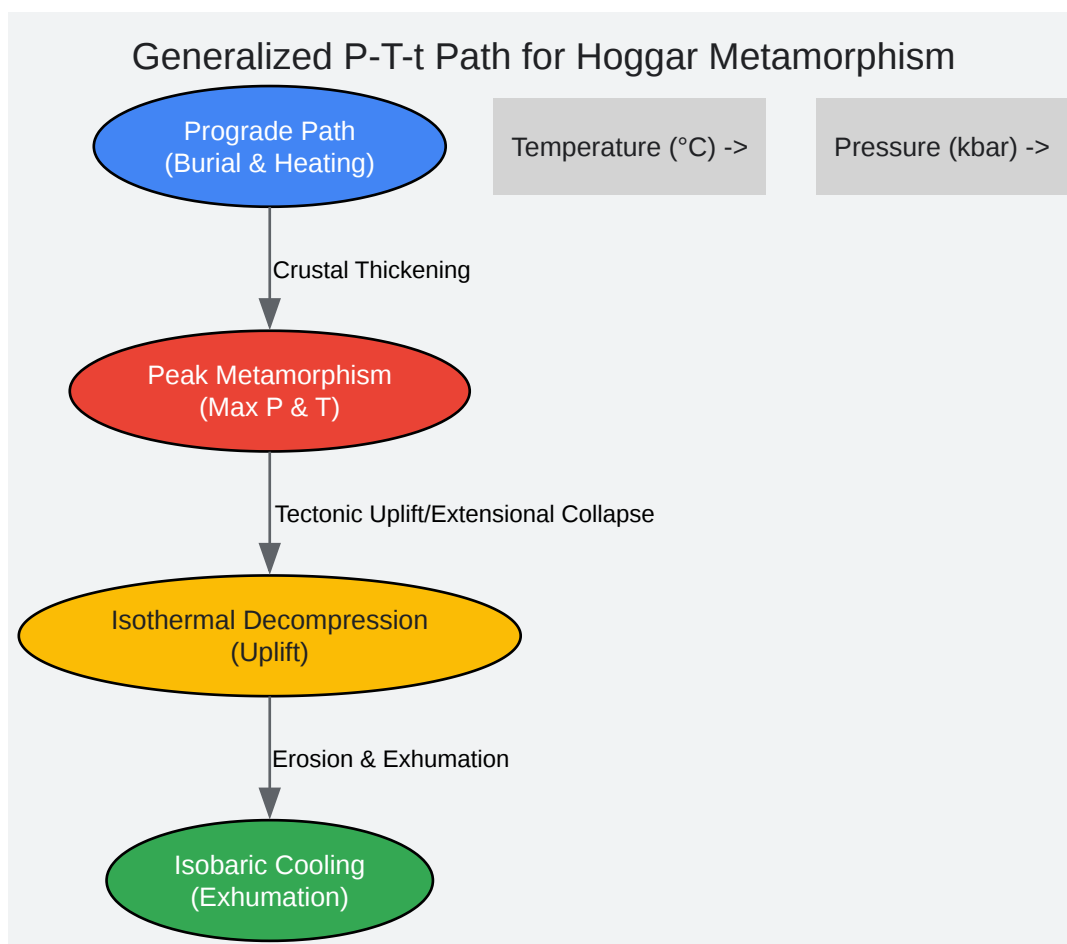 Generalized P-T-t Path for Hoggar Metamorphism
Prograde Path
(Burial & Heating)
Temperature (°C) ->
Pressure (kbar) ->
Crustal Thickening
Peak Metamorphism
(Max P & T)
Tectonic Uplift/Extensional Collapse
Isothermal Decompression
(Uplift)
Erosion & Exhumation
Isobaric Cooling
(Exhumation)